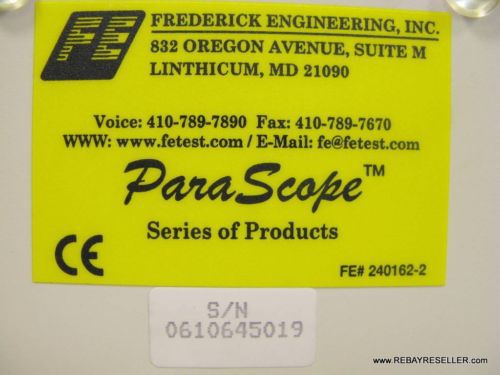 FREDERICK ENGINEERING, INC.
832 OREGON AVENUE, SUITE M
LINTHICUM, MD 21090
Voice: 410-789-7890 Fax: 410-789-7670
WWW: www.fetest.com / E-Mail: fe@fetest.com
ParaScope™
Series of Products
CE
FE# 240162-2
S/N
0610645019
www.REBAYRESELLER.com